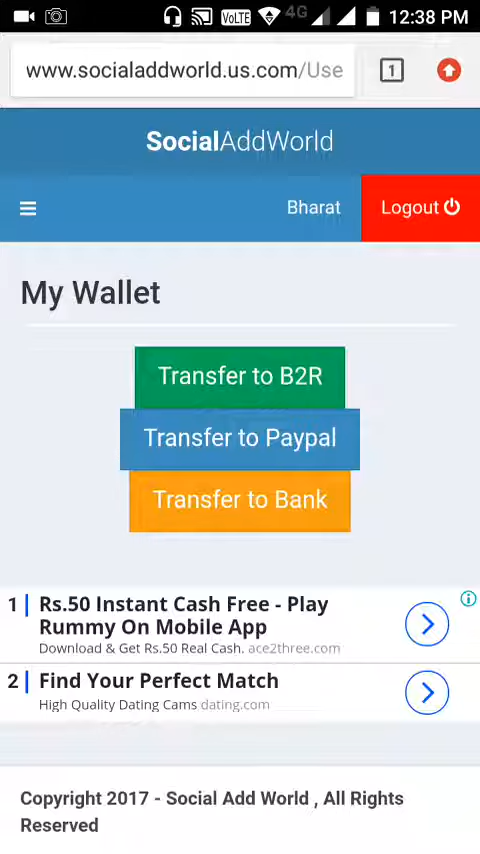 VoLTE 4G 12:38 PM
www.socialaddworld.us.com/Use 1
SocialAddWorld
Bharat Logout
My Wallet
Transfer to B2R
Transfer to Paypal
Transfer to Bank
1 Rs.50 Instant Cash Free - Play
Rummy On Mobile App
Download & Get Rs.50 Real Cash. ace2three.com
2 Find Your Perfect Match
High Quality Dating Cams dating.com
Copyright 2017 - Social Add World , All Rights
Reserved